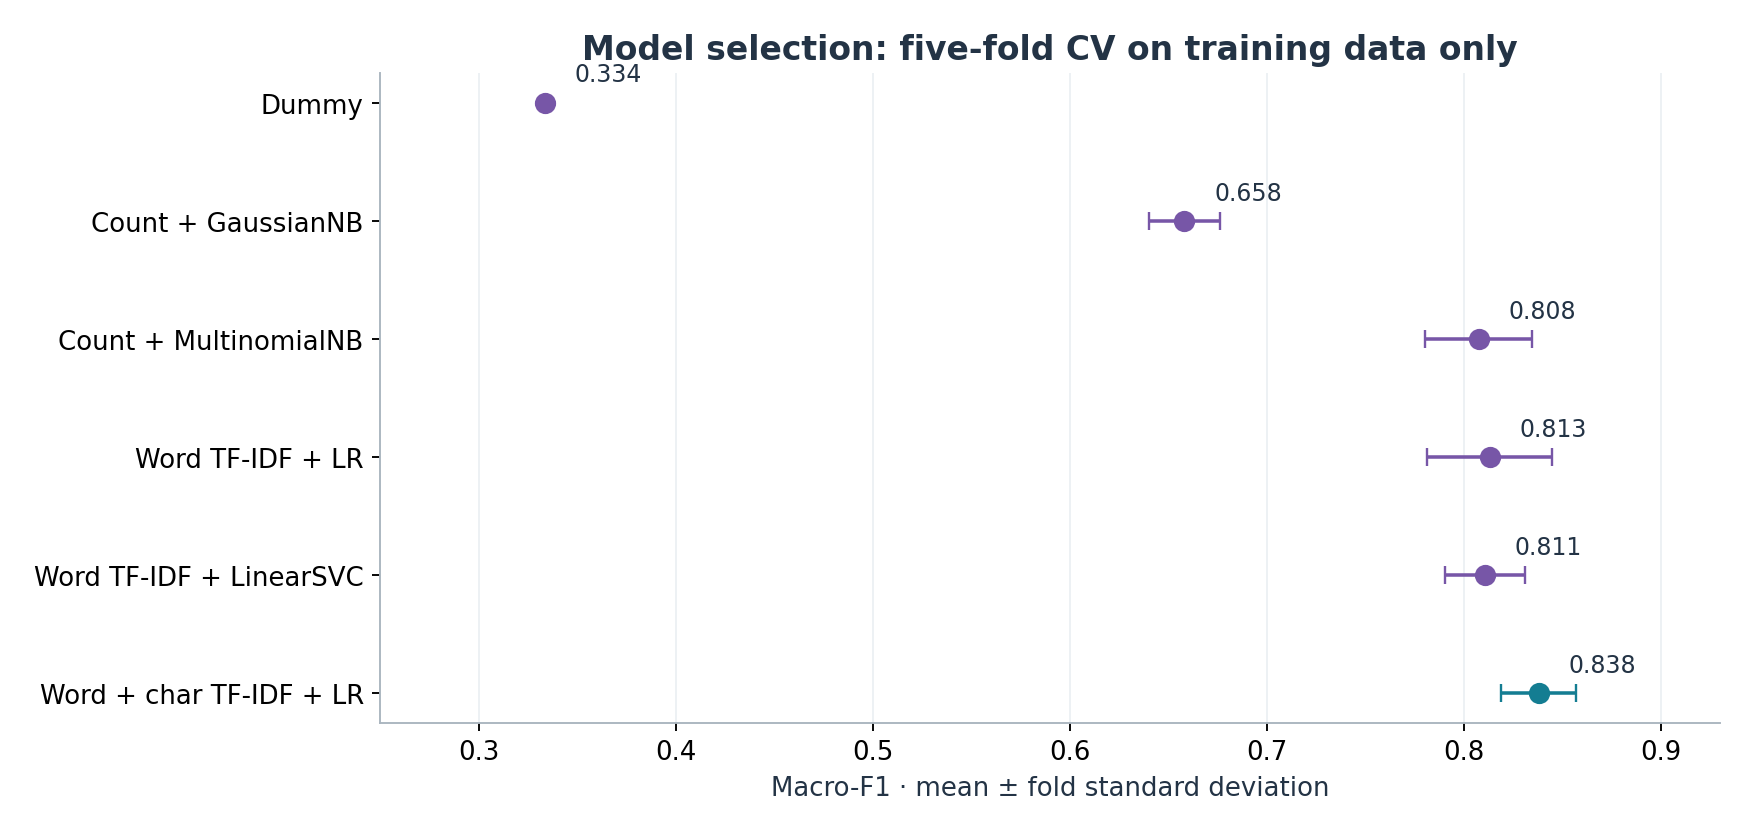 Model selection: five-fold CV on training data only
Dummy
0.334
Count + GaussianNB
0.658
Count + MultinomialNB
0.808
Word TF-IDF + LR
0.813
Word TF-IDF + LinearSVC
0.811
Word + char TF-IDF + LR
0.838
0.3 0.4 0.5 0.6 0.7 0.8 0.9
Macro-F1 · mean ± fold standard deviation